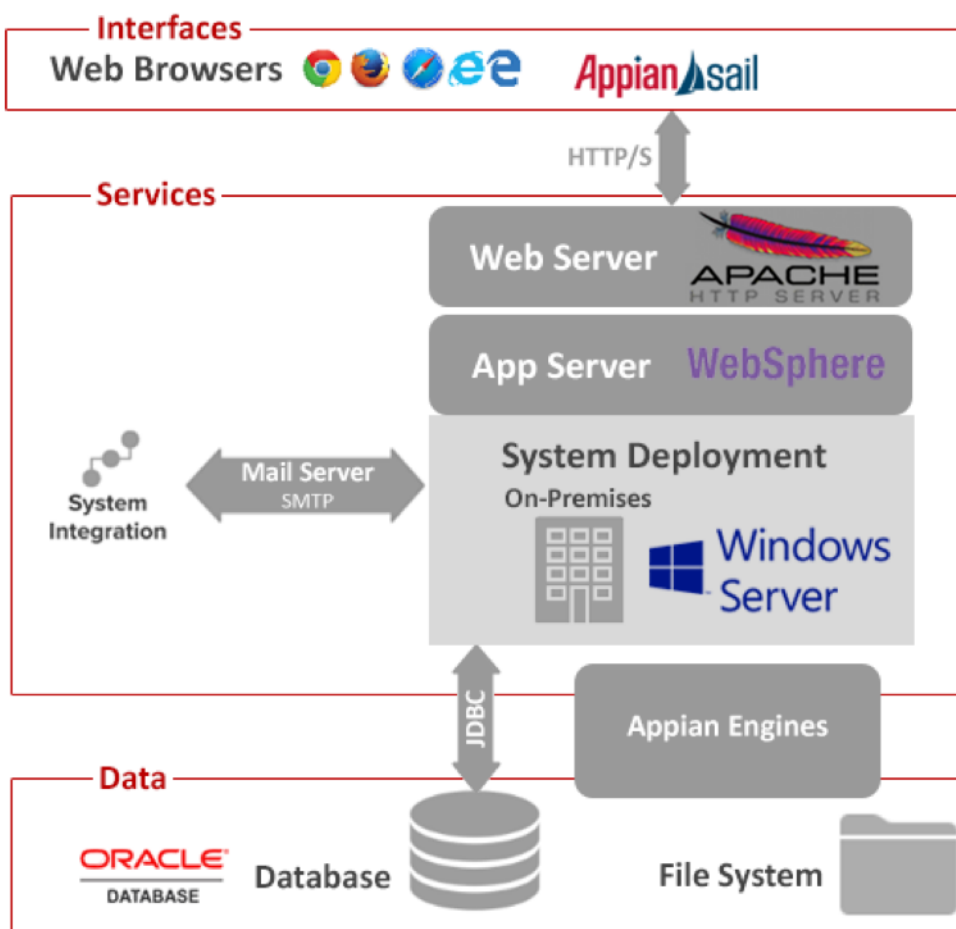 Interfaces
Web Browsers
Appian sail
HTTP/S
Services
Web Server
APACHE
HTTP SERVER
App Server
WebSphere
System Deployment
On-Premises
Windows
Server
Mail Server
SMTP
System
Integration
JDBC
Appian Engines
Data
ORACLE
DATABASE
Database
File System